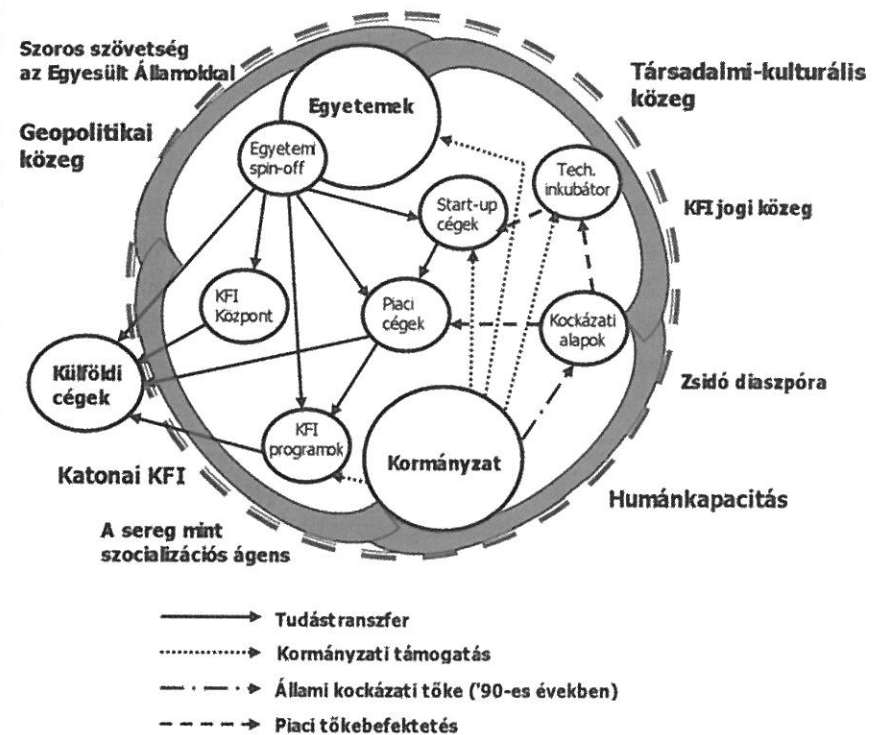 Szoros szövetség
az Egyesült Államokkal
Társadalmi-kulturális
közeg
Geopolitikai
közeg
Egyetemek
Egyetemi
spin-off
Tech.
inkubátor
Start-up
cégek
KFI jogi közeg
KFI
Központ
Piaci
cégek
Kockázati
alapok
Külföldi
cégek
Zsidó diaszpóra
KFI
programok
Kormányzat
Katonai KFI
Humánkapacitás
A sereg mint
szocializációs ágens
Tudástranszfer
Kormányzati támogatás
Állami kockázati tőke ('90-es években)
Piaci tőkebefektetés